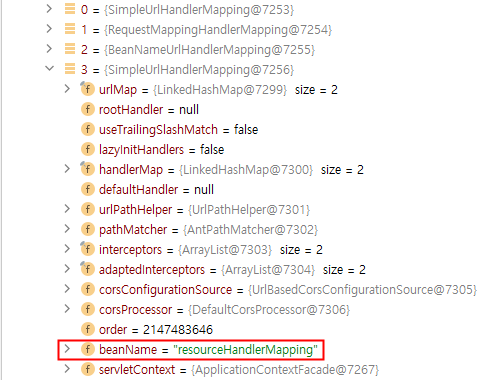 0 = {SimpleUrlHandlerMapping@7253}
1 = {RequestMappingHandlerMapping@7254}
2 = {BeanNameUrlHandlerMapping@7255}
3 = {SimpleUrlHandlerMapping@7256}
f urlMap = {LinkedHashMap@7299} size = 2
f rootHandler = null
f useTrailingSlashMatch = false
f lazyInitHandlers = false
f handlerMap = {LinkedHashMap@7300} size = 2
f defaultHandler = null
f urlPathHelper = {UrlPathHelper@7301}
f pathMatcher = {AntPathMatcher@7302}
f interceptors = {ArrayList@7303} size = 2
f adaptedInterceptors = {ArrayList@7304} size = 2
f corsConfigurationSource = {UrlBasedCorsConfigurationSource@7305}
f corsProcessor = {DefaultCorsProcessor@7306}
f order = 2147483646
f beanName = "resourceHandlerMapping"
f servletContext = {ApplicationContextFacade@7267}